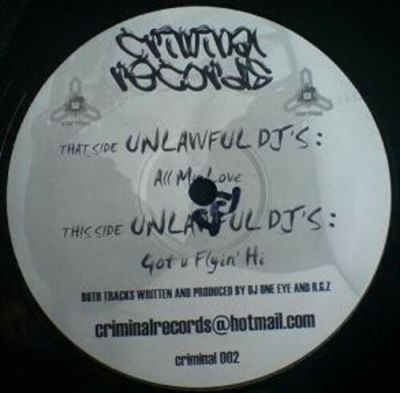 CRIMINAL
RECORDS
THAT SIDE UNLAWFUL DJ'S:
All My Love
THIS SIDE UNLAWFUL DJ'S:
Got u Flyin' Hi
BOTH TRACKS WRITTEN AND PRODUCED BY DJ ONE EYE AND R.G.Z
criminalrecords@hotmail.com
criminal 002